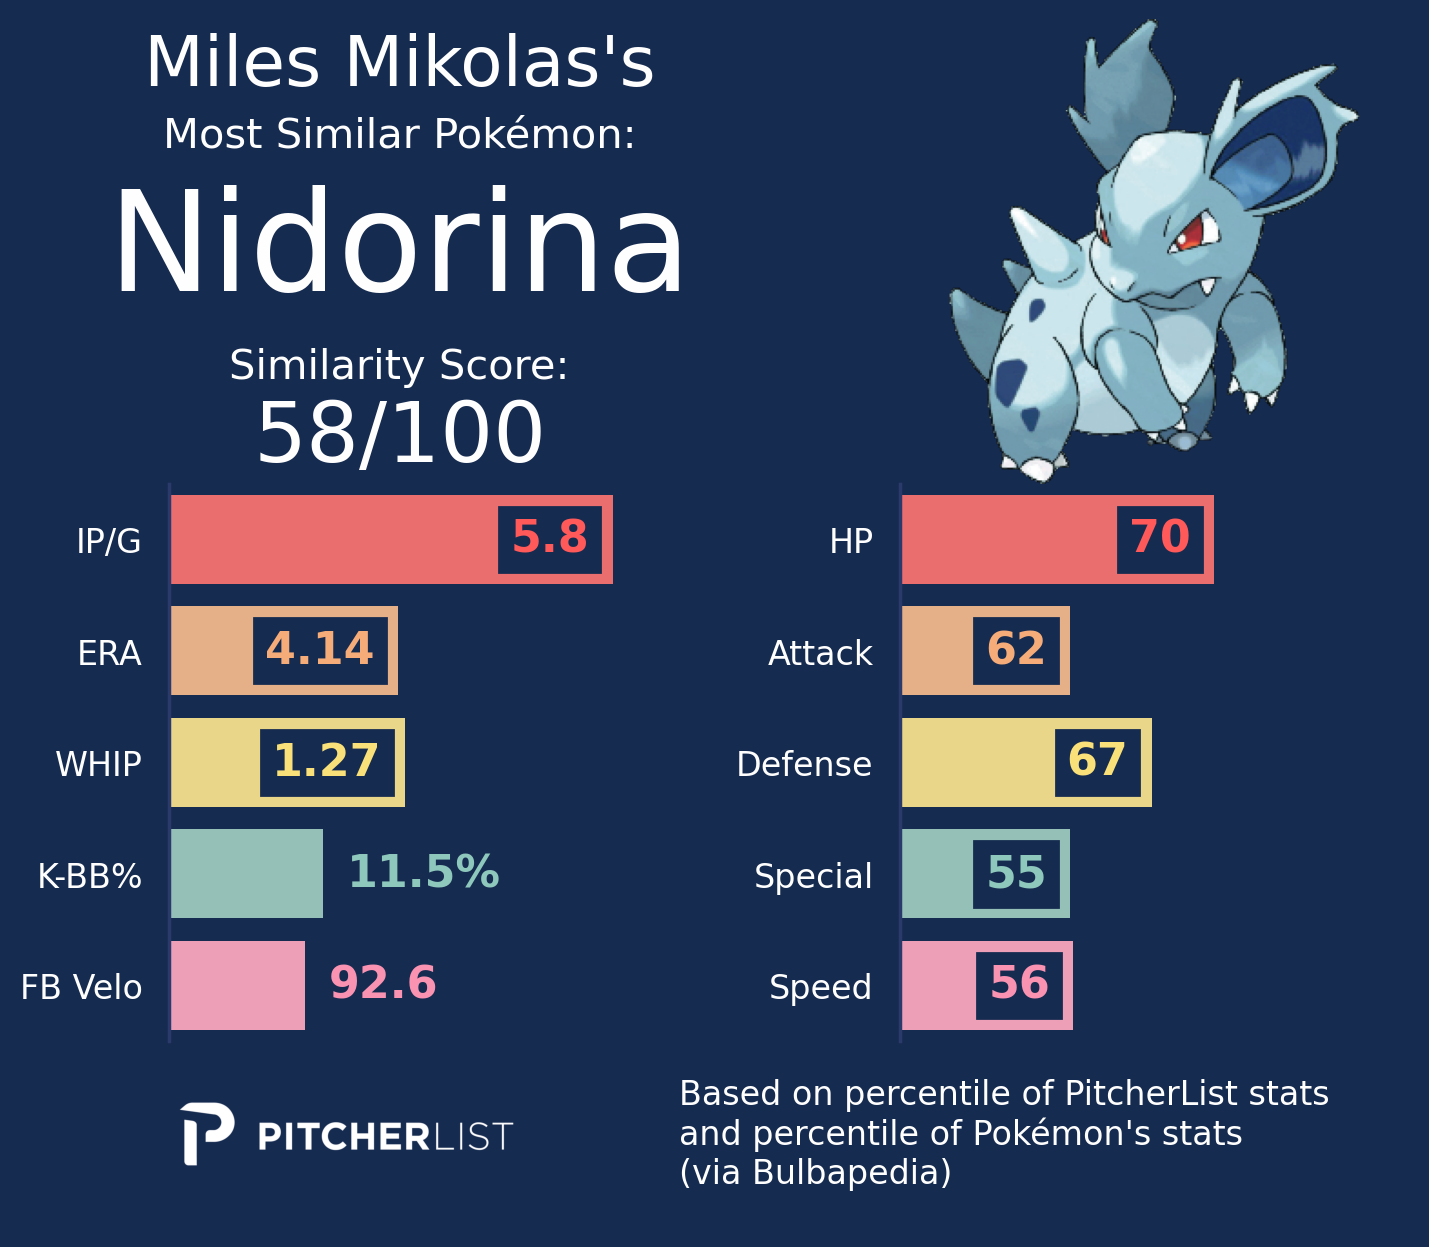 Miles Mikolas's
Most Similar Pokémon:
Nidorina
Similarity Score:
58/100
IP/G 5.8
ERA 4.14
WHIP 1.27
K-BB% 11.5%
FB Velo 92.6
HP 70
Attack 62
Defense 67
Special 55
Speed 56
PITCHERLIST
Based on percentile of PitcherList stats
and percentile of Pokémon's stats
(via Bulbapedia)